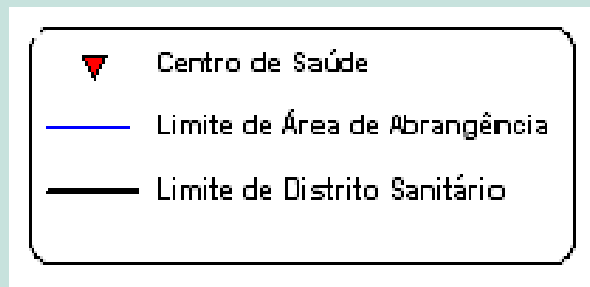 Centro de Saúde
Limite de Área de Abrangência
Limite de Distrito Sanitário